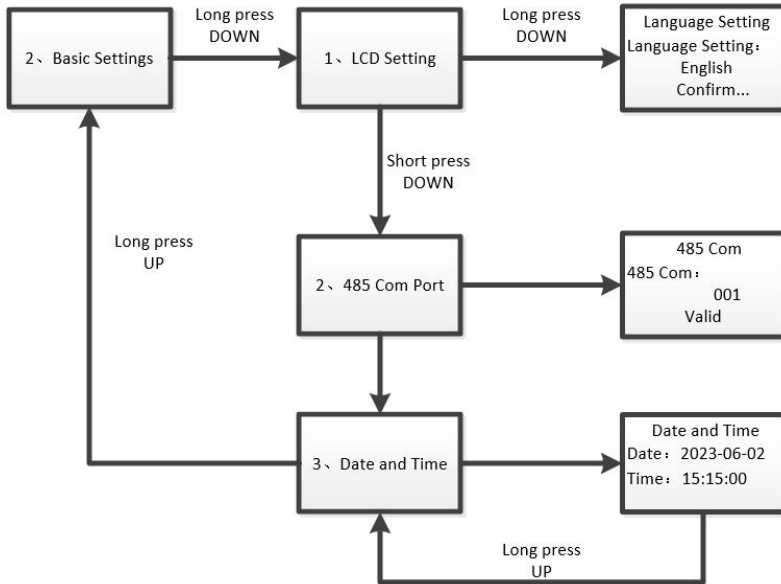 Long press
DOWN
Long press
DOWN
2、Basic Settings
1、LCD Setting
Language Setting
Language Setting：
English
Confirm...
Short press
DOWN
Long press
UP
2、485 Com Port
485 Com
485 Com：
001
Valid
3、Date and Time
Date and Time
Date：2023-06-02
Time：15:15:00
Long press
UP